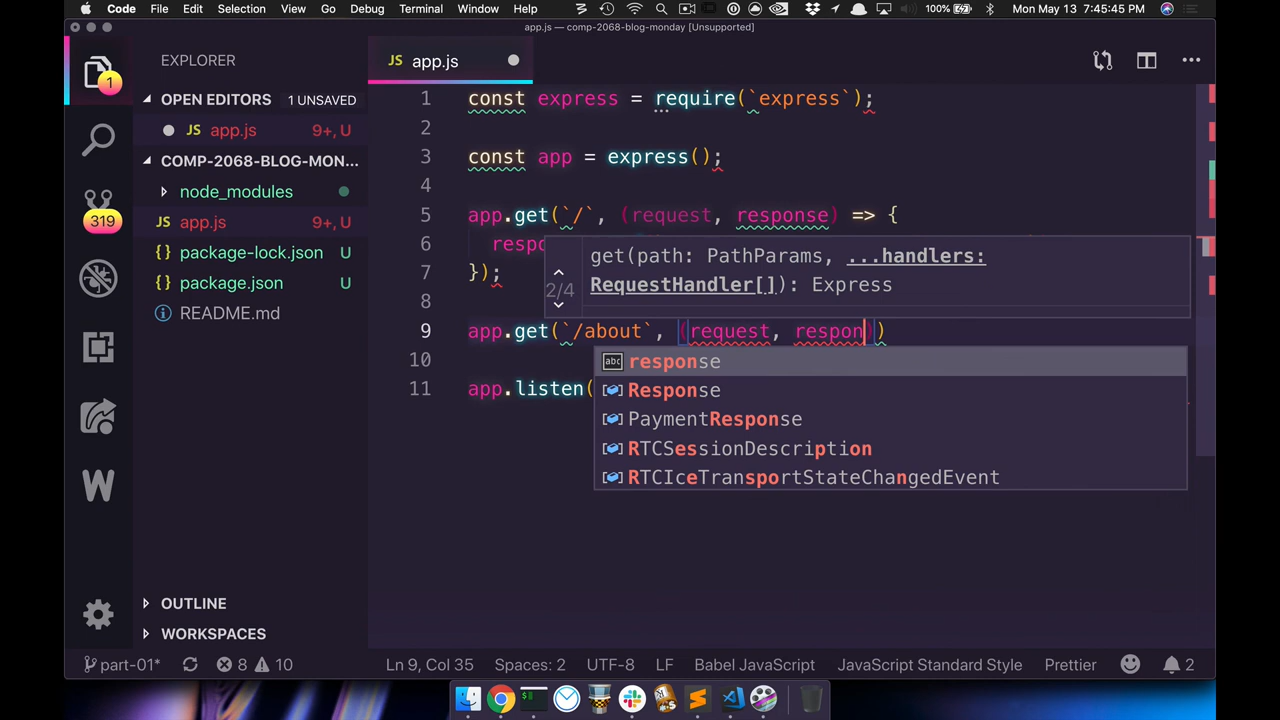 Code File Edit Selection View Go Debug Terminal Window Help 100% Mon May 13 7:45:45 PM
app.js — comp-2068-blog-monday [Unsupported]
EXPLORER
OPEN EDITORS 1 UNSAVED
JS app.js 9+, U
COMP-2068-BLOG-MON...
node_modules
JS app.js 9+, U
{} package-lock.json U
{} package.json U
README.md
OUTLINE
WORKSPACES
1
319
W
JS app.js
1 const express = require(`express`);
2
3 const app = express();
4
5 app.get(`/`, (request, response) => {
6 respo
7 });
8
9 app.get(`/about`, (request, respon))
10
11 app.listen(
get(path: PathParams, ...handlers:
2/4
RequestHandler[]): Express
abc response
Response
PaymentResponse
RTCSessionDescription
RTCIceTransportStateChangedEvent
part-01* 8 10 Ln 9, Col 35 Spaces: 2 UTF-8 LF Babel JavaScript JavaScript Standard Style Prettier 2